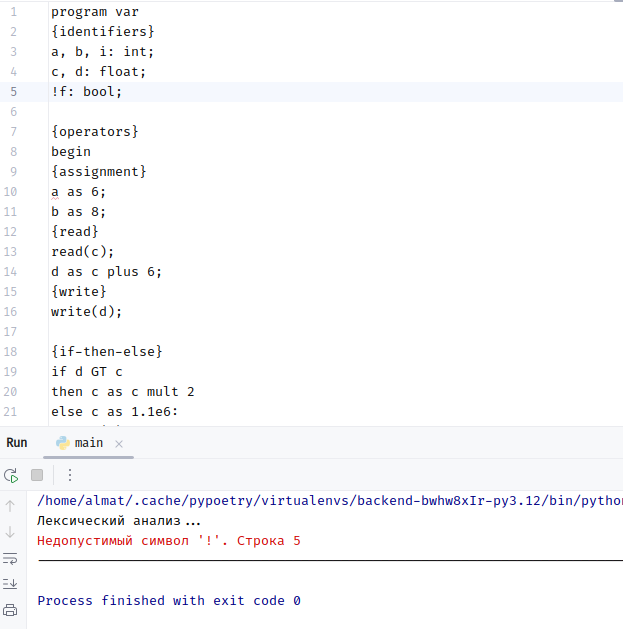 1 program var
2 {identifiers}
3 a, b, i: int;
4 c, d: float;
5 !f: bool;
6
7 {operators}
8 begin
9 {assignment}
10 a as 6;
11 b as 8;
12 {read}
13 read(c);
14 d as c plus 6;
15 {write}
16 write(d);
17
18 {if-then-else}
19 if d GT c
20 then c as c mult 2
21 else c as 1.1e6:
Run main
/home/almat/.cache/pypoetry/virtualenvs/backend-bwhw8xIr-py3.12/bin/python
Лексический анализ...
Недопустимый символ '!'. Строка 5
Process finished with exit code 0